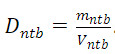 D_ntb = m_ntb / V_ntb.